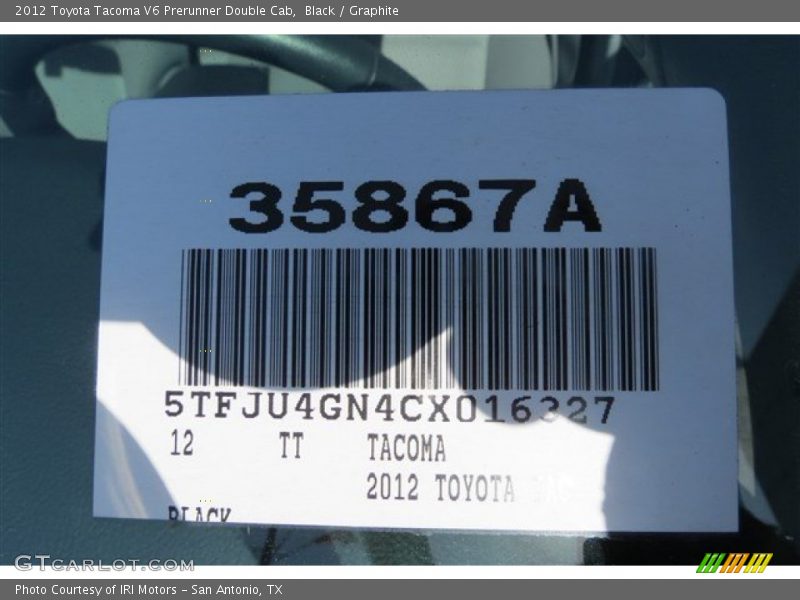 2012 Toyota Tacoma V6 Prerunner Double Cab, Black / Graphite
35867A
5TFJU4GN4CX016327
12 TT TACOMA
2012 TOYOTA
BLACK
GTcarlot.com
Photo Courtesy of IRI Motors - San Antonio, TX